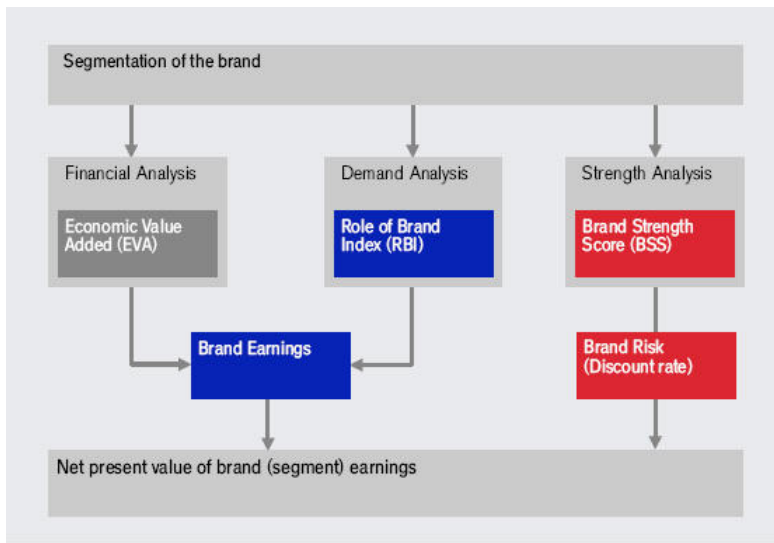 Segmentation of the brand
Financial Analysis
Economic Value
Added (EVA)
Demand Analysis
Role of Brand
Index (RBI)
Strength Analysis
Brand Strength
Score (BSS)
Brand Earnings
Brand Risk
(Discount rate)
Net present value of brand (segment) earnings